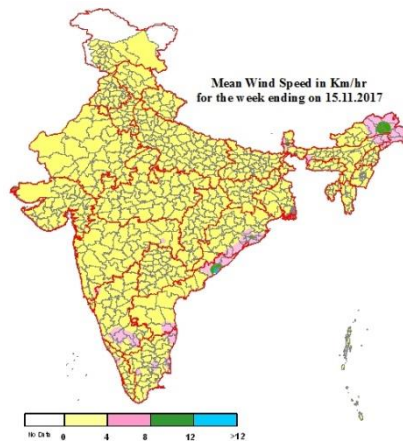 Mean Wind Speed in Km/hr
for the week ending on 15.11.2017
No Data 0 4 8 12 >12